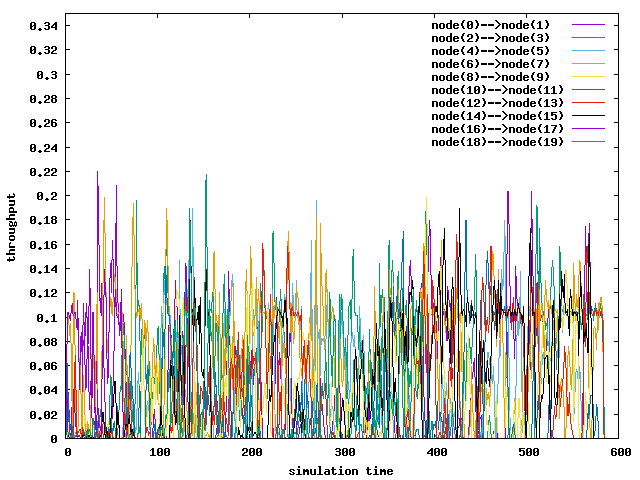 0.34
0.32
0.3
0.28
0.26
0.24
0.22
0.2
0.18
0.16
0.14
0.12
0.1
0.08
0.06
0.04
0.02
0
throughput
node(0)-->node(1)
node(2)-->node(3)
node(4)-->node(5)
node(6)-->node(7)
node(8)-->node(9)
node(10)-->node(11)
node(12)-->node(13)
node(14)-->node(15)
node(16)-->node(17)
node(18)-->node(19)
0 100 200 300 400 500 600
simulation time